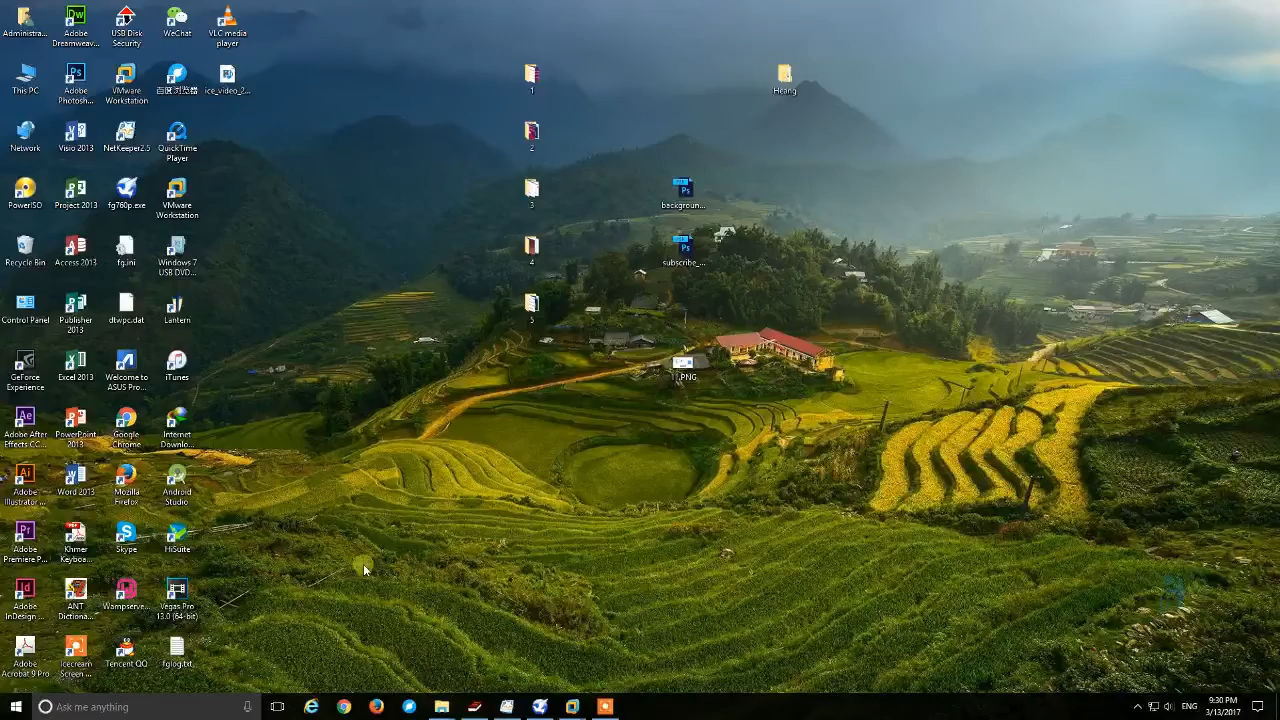 Administra...
Adobe
Dreamweav...
USB Disk
Security
WeChat
VLC media
player
This PC
Adobe
Photosh...
VMware
Workstation
百度浏览器
ice_video_2...
Network
Visio 2013
NetKeeper2.5
QuickTime
Player
PowerISO
Project 2013
fg760p.exe
VMware
Workstation
Recycle Bin
Access 2013
fg.ini
Windows 7
USB DVD...
Control Panel
Publisher
2013
dtwpc.dat
Lantern
GeForce
Experience
Excel 2013
Welcome to
ASUS Pro...
iTunes
Adobe After
Effects CC...
PowerPoint
2013
Google
Chrome
Internet
Downlo...
Adobe
Illustrator...
Word 2013
Mozilla
Firefox
Android
Studio
Adobe
Premiere P...
Khmer
Keyboa...
Skype
HiSuite
Adobe
InDesign ...
ANT
Dictiona...
Wampserve...
Vegas Pro
13.0 (64-bit)
Adobe
Acrobat 9 Pro
Icecream
Screen ...
Tencent QQ
fglog.txt
1
2
3
4
5
Heang
backgroun...
subscribe_...
11.PNG
Ask me anything
9:30 PM
3/13/2017